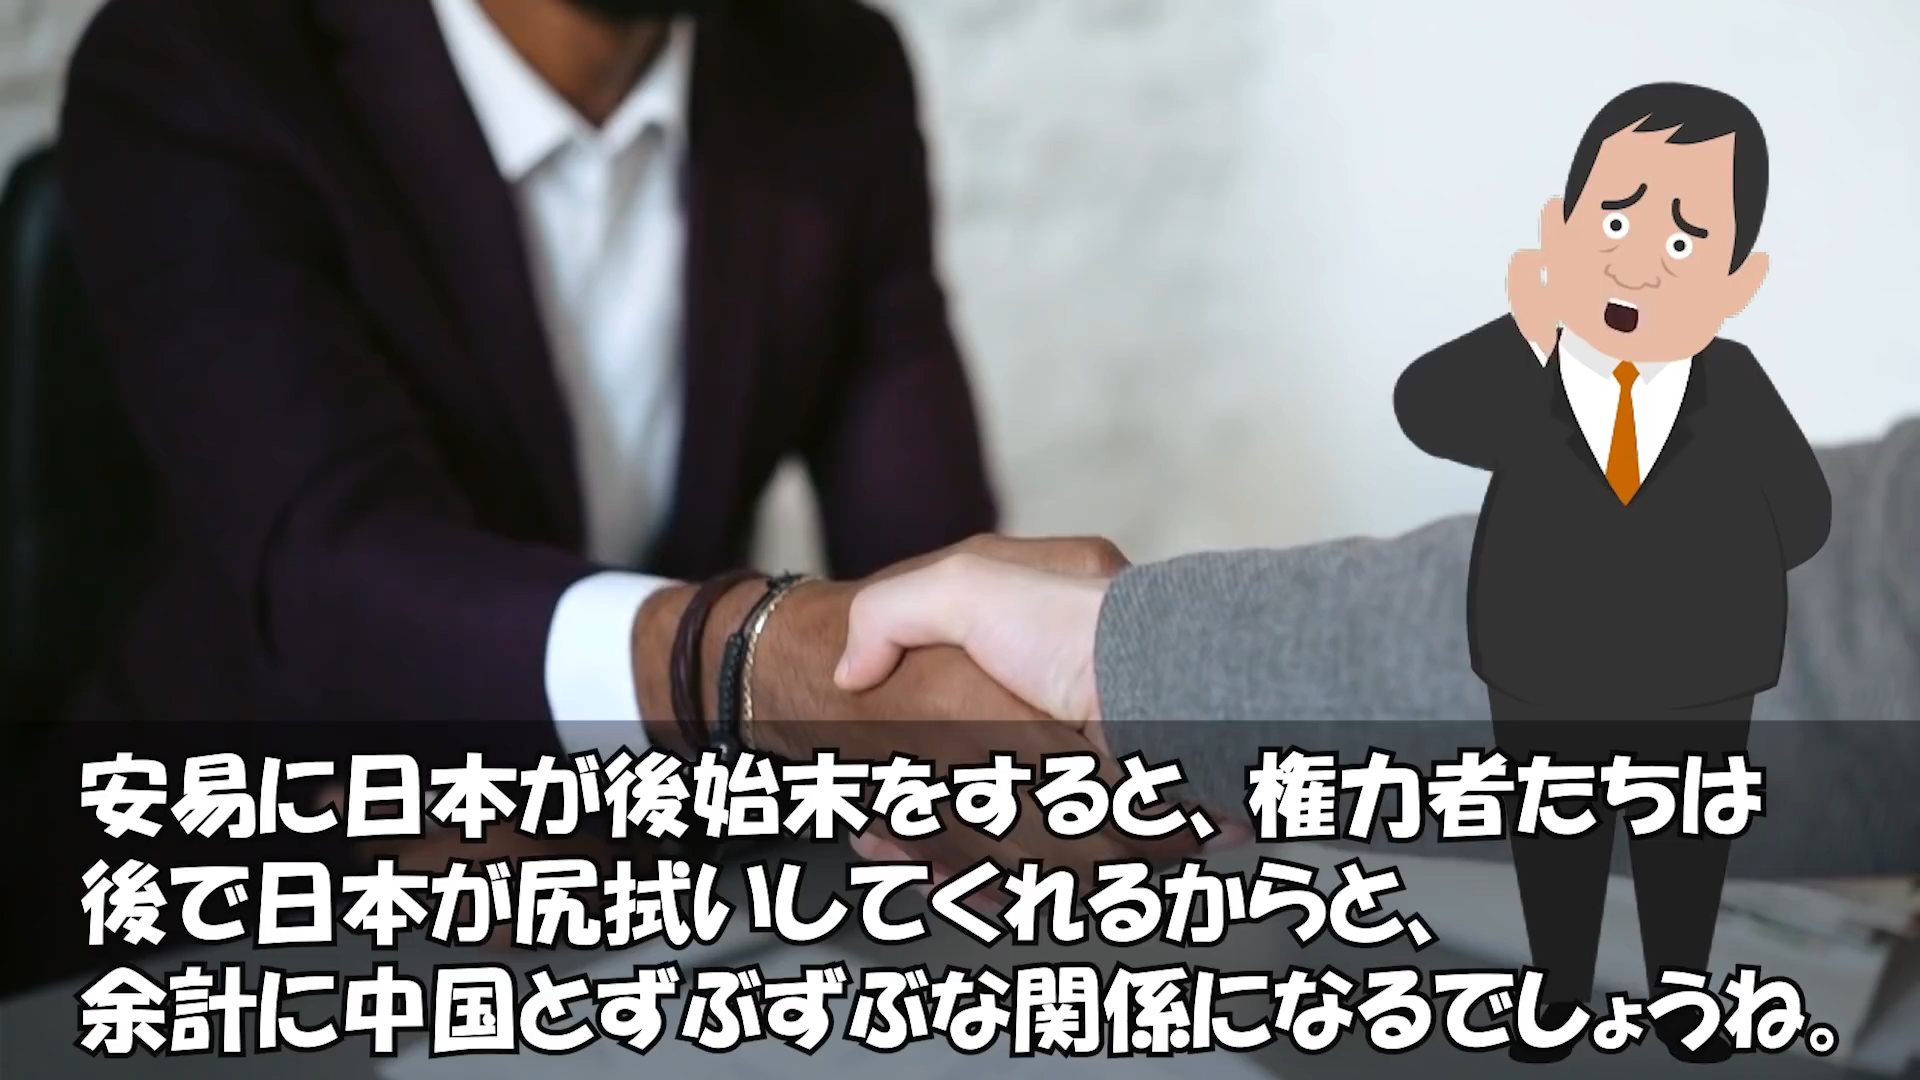 安易に日本が後始末をすると、権力者たちは
後で日本が尻拭いしてくれるからと、
余計に中国とずぶずぶな関係になるでしょうね。